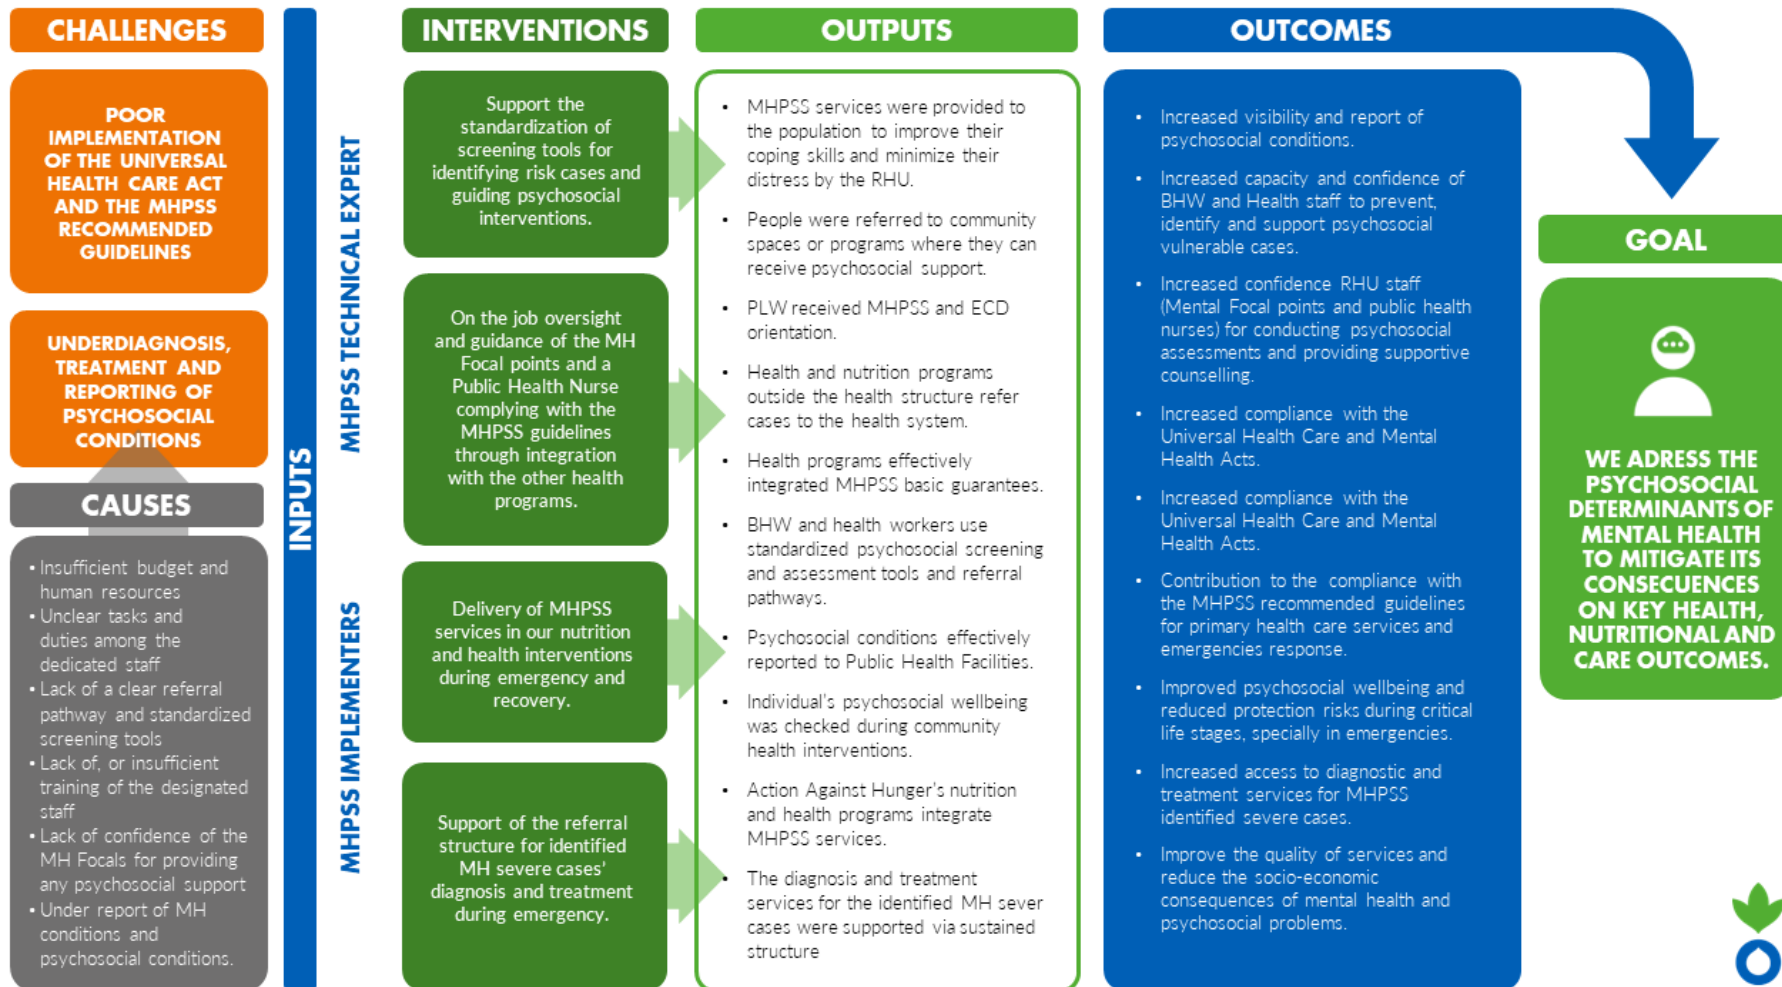 CHALLENGES
POOR
IMPLEMENTATION
OF THE UNIVERSAL
HEALTH CARE ACT
AND THE MHPSS
RECOMMENDED
GUIDELINES
UNDERDIAGNOSIS,
TREATMENT AND
REPORTING OF
PSYCHOSOCIAL
CONDITIONS
CAUSES
• Insufficient budget and
human resources
• Unclear tasks and
duties among the
dedicated staff
• Lack of a clear referral
pathway and standardized
screening tools
• Lack of, or insufficient
training of the designated
staff
• Lack of confidence of the
MH Focals for providing
any psychosocial support
• Under report of MH
conditions and
psychosocial conditions.
INPUTS
MHPSS TECHNICAL EXPERT
MHPSS IMPLEMENTERS
INTERVENTIONS
Support the
standardization of
screening tools for
identifying risk cases and
guiding psychosocial
interventions.
On the job oversight
and guidance of the MH
Focal points and a
Public Health Nurse
complying with the
MHPSS guidelines
through integration
with the other health
programs.
Delivery of MHPSS
services in our nutrition
and health interventions
during emergency and
recovery.
Support of the referral
structure for identified
MH severe cases'
diagnosis and treatment
during emergency.
OUTPUTS
• MHPSS services were provided to
the population to improve their
coping skills and minimize their
distress by the RHU.
• People were referred to community
spaces or programs where they can
receive psychosocial support.
• PLW received MHPSS and ECD
orientation.
• Health and nutrition programs
outside the health structure refer
cases to the health system.
• Health programs effectively
integrated MHPSS basic guarantees.
• BHW and health workers use
standardized psychosocial screening
and assessment tools and referral
pathways.
• Psychosocial conditions effectively
reported to Public Health Facilities.
• Individual's psychosocial wellbeing
was checked during community
health interventions.
• Action Against Hunger's nutrition
and health programs integrate
MHPSS services.
• The diagnosis and treatment
services for the identified MH sever
cases were supported via sustained
structure
OUTCOMES
• Increased visibility and report of
psychosocial conditions.
• Increased capacity and confidence of
BHW and Health staff to prevent,
identify and support psychosocial
vulnerable cases.
• Increased confidence RHU staff
(Mental Focal points and public health
nurses) for conducting psychosocial
assessments and providing supportive
counselling.
• Increased compliance with the
Universal Health Care and Mental
Health Acts.
• Increased compliance with the
Universal Health Care and Mental
Health Acts.
• Contribution to the compliance with
the MHPSS recommended guidelines
for primary health care services and
emergencies response.
• Improved psychosocial wellbeing and
reduced protection risks during critical
life stages, specially in emergencies.
• Increased access to diagnostic and
treatment services for MHPSS
identified severe cases.
• Improve the quality of services and
reduce the socio-economic
consequences of mental health and
psychosocial problems.
GOAL
WE ADRESS THE
PSYCHOSOCIAL
DETERMINANTS OF
MENTAL HEALTH
TO MITIGATE ITS
CONSECUENCES
ON KEY HEALTH,
NUTRITIONAL AND
CARE OUTCOMES.